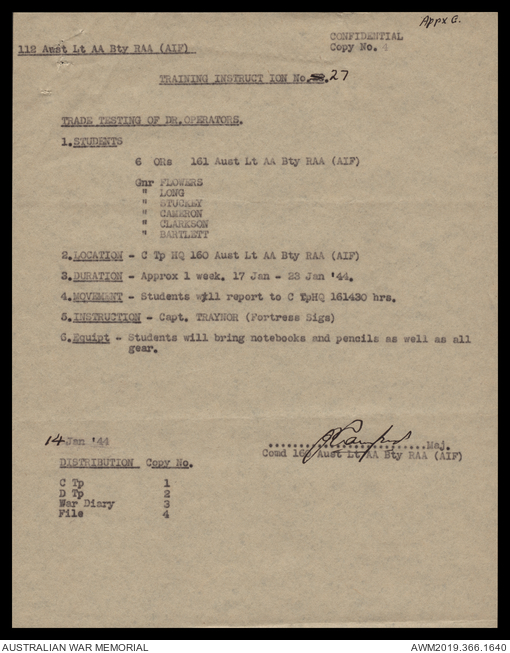 Appx C.
CONFIDENTIAL
Copy No. 4
112 Aust Lt AA Bty RAA (AIF)
TRAINING INSTRUCT ION No. 27
TRADE TESTING OF DR.OPERATORS.
1.STUDENTS
6 ORs 161 Aust Lt AA Bty RAA (AIF)
Gnr FLOWERS
" LONG
" STUCKEY
" CAMERON
" CLARKSON
" BARTLETT
2.LOCATION - C Tp HQ 160 Aust Lt AA Bty RAA (AIF)
3.DURATION - Approx 1 week. 17 Jan - 23 Jan '44.
4.MOVEMENT - Students will report to C TpHQ 161430 hrs.
5.INSTRUCTION - Capt. TRAYNOR (Fortress Sigs)
6.Equipt - Students will bring notebooks and pencils as well as all
gear.
14 Jan '44
Maj.
Comd Aust Lt AA Bty RAA (AIF)
DISTRIBUTION Copy No.
C Tp 1
D Tp 2
War Diary 3
File 4
AUSTRALIAN WAR MEMORIAL
AWM2019.366.1640